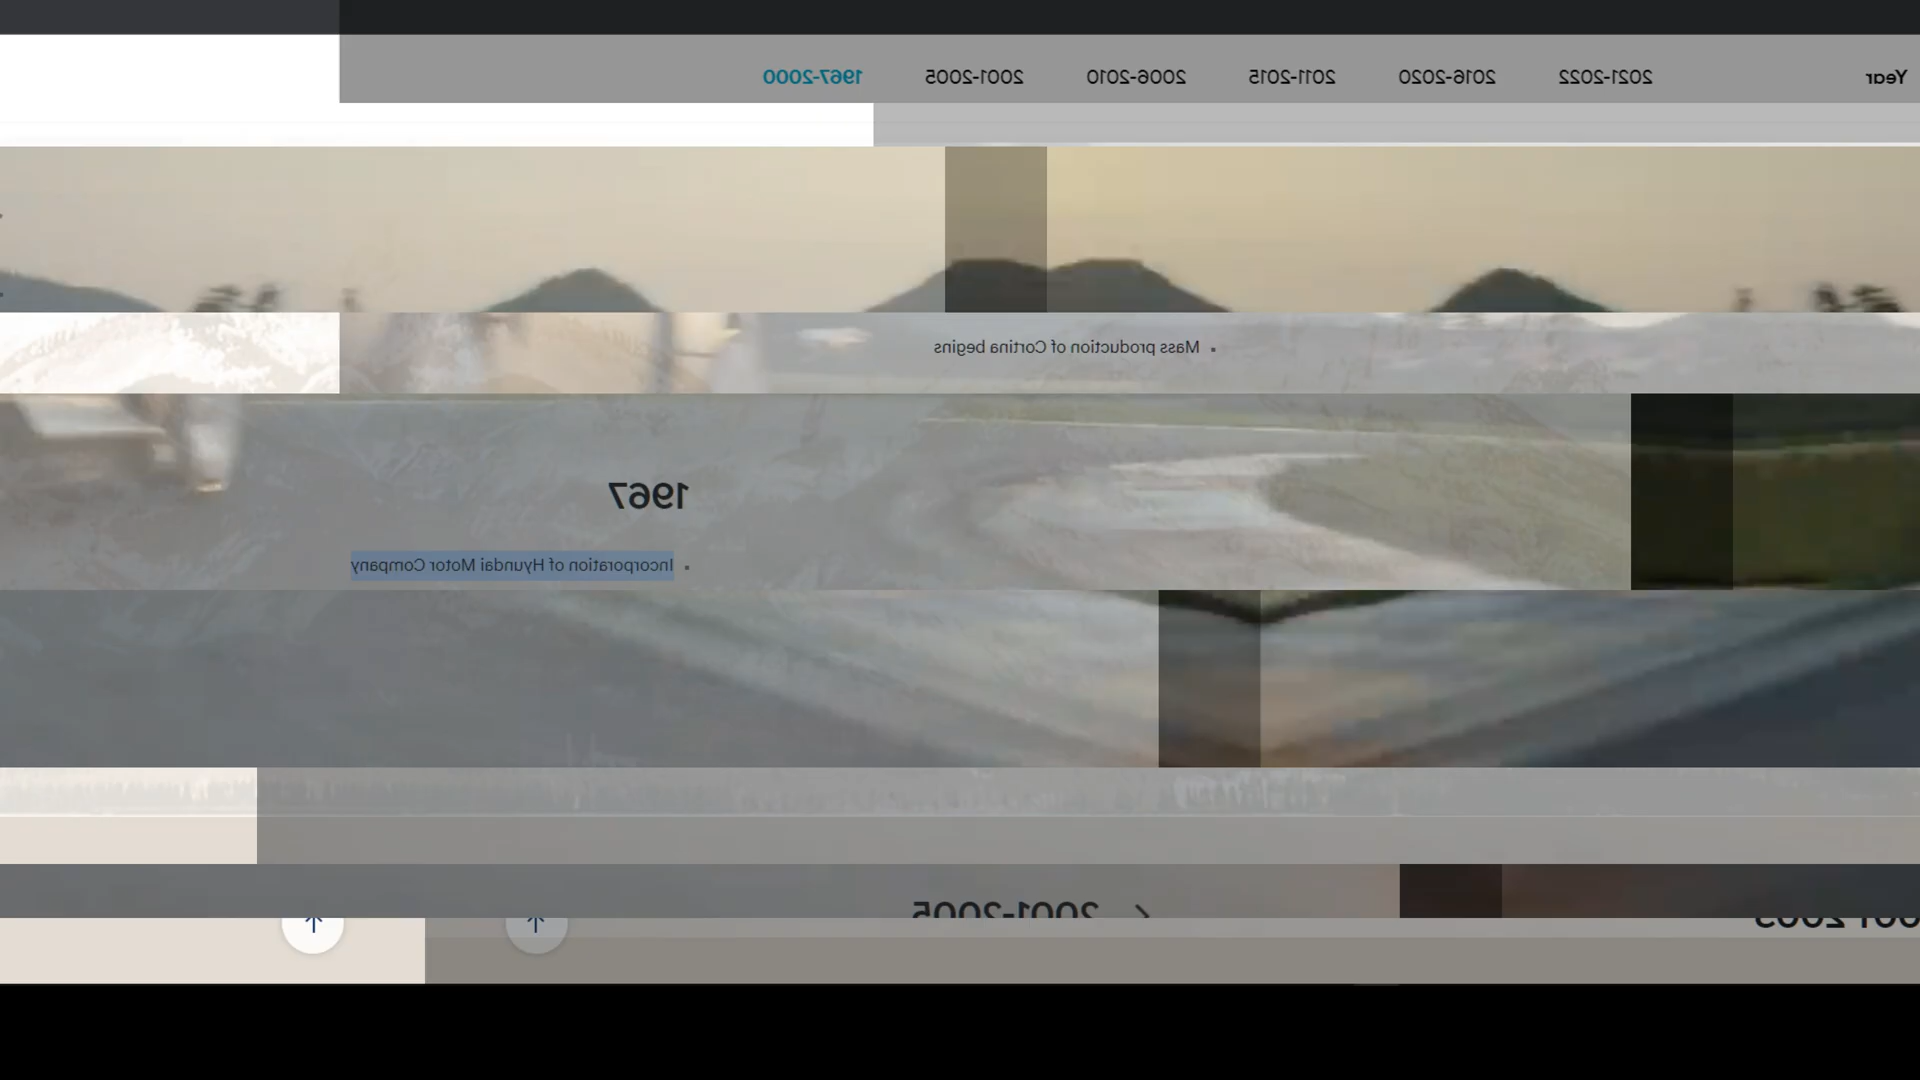 Year 2021-2022 2016-2020 2011-2015 2006-2010 2001-2005 1967-2000
Mass production of Cortina begins
1967
Incorporation of Hyundai Motor Company
2001-2005